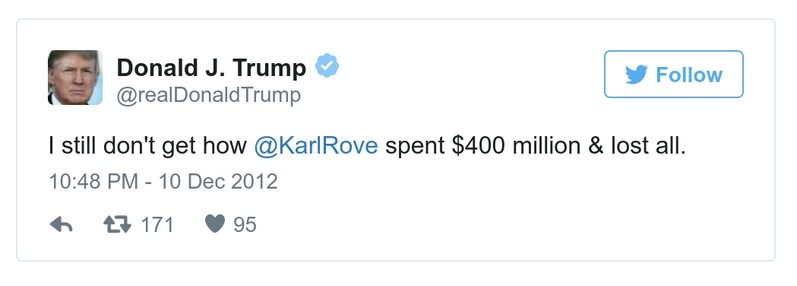 Donald J. Trump
@realDonaldTrump
Follow
I still don't get how @KarlRove spent $400 million & lost all.
10:48 PM - 10 Dec 2012
171 95